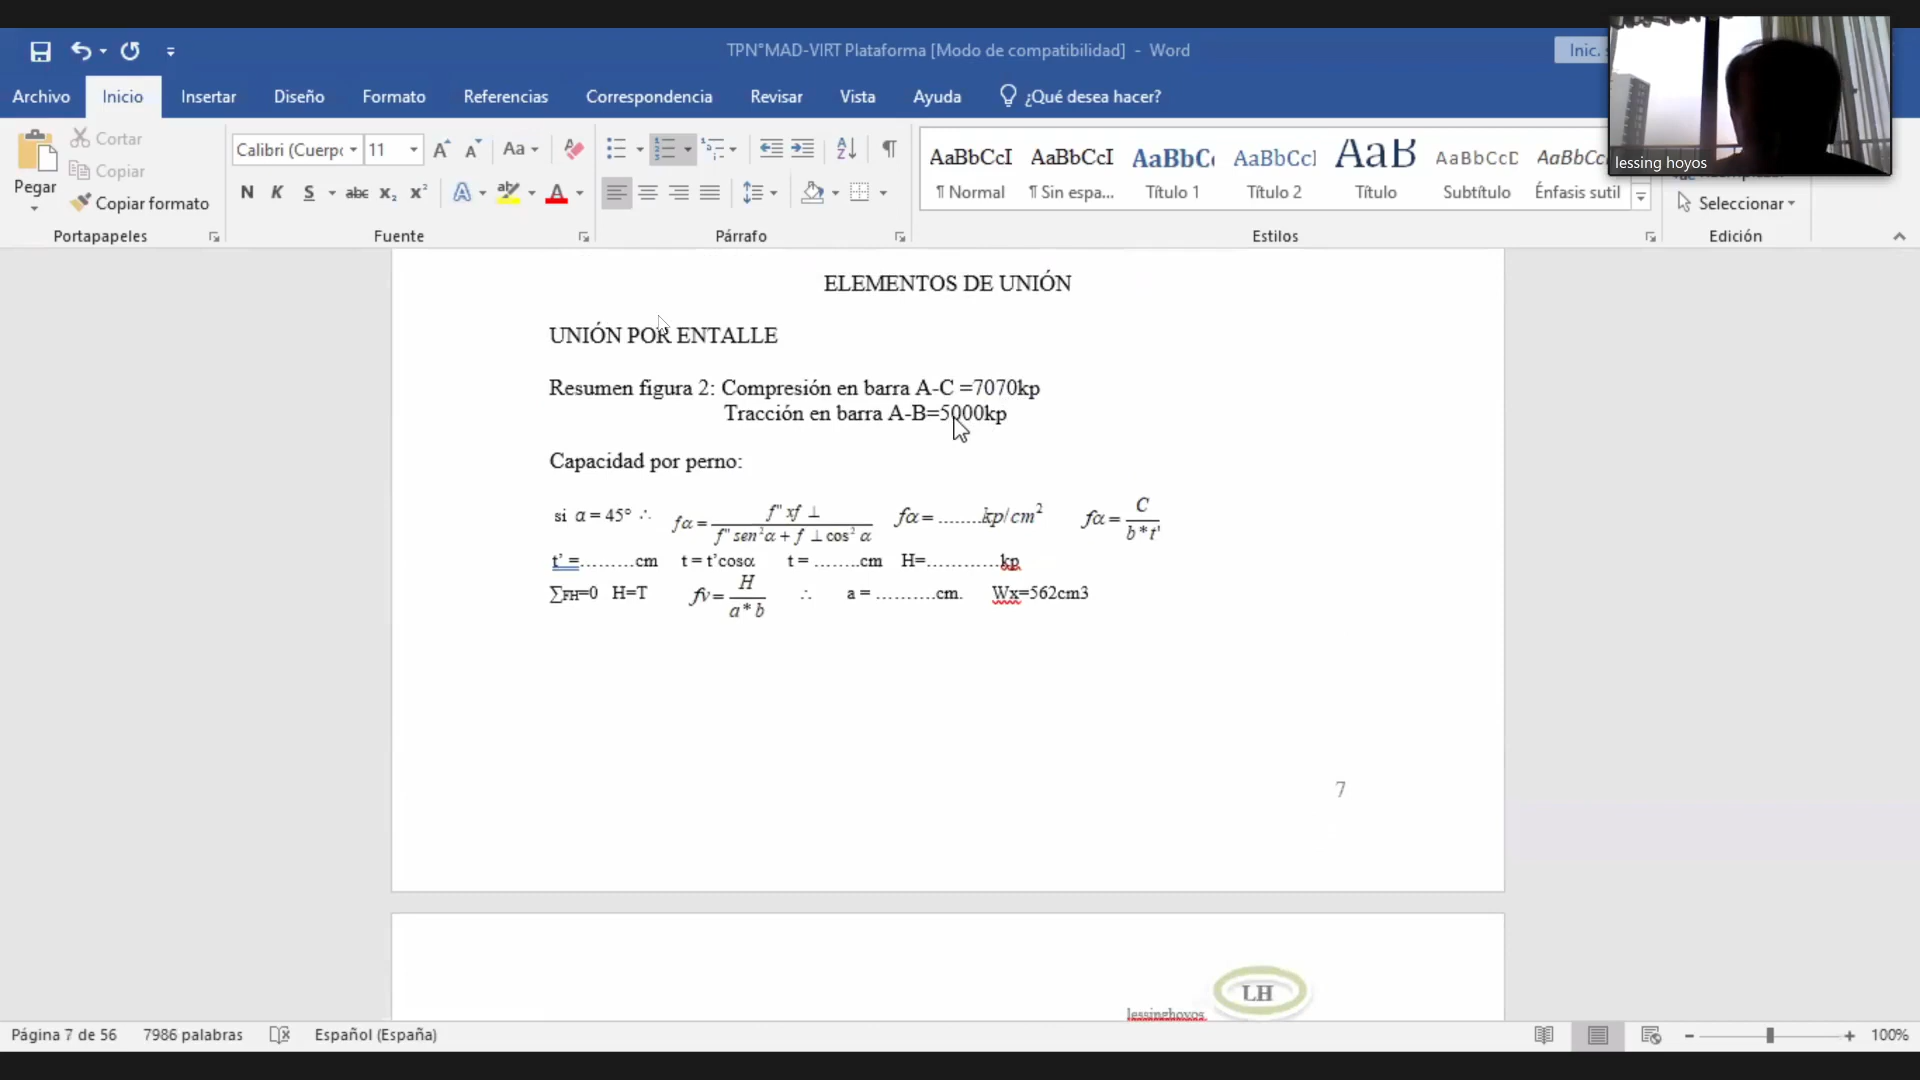 TPN°MAD-VIRT Plataforma [Modo de compatibilidad] - Word
Inic.
Archivo Inicio Insertar Diseño Formato Referencias Correspondencia Revisar Vista Ayuda ¿Qué desea hacer?
lessing hoyos
Pegar
Cortar
Copiar
Copiar formato
Portapapeles
Calibri (Cuerpo 11
N K S abc x₂ x²
Fuente
Párrafo
AaBbCcI AaBbCcI AaBbC AaBbCcI AaB AaBbCcD AaBbCc
¶ Normal ¶ Sin espa... Título 1 Título 2 Título Subtítulo Énfasis sutil
Estilos
Seleccionar
Edición
ELEMENTOS DE UNIÓN
UNIÓN POR ENTALLE
Resumen figura 2: Compresión en barra A-C =7070kp
Tracción en barra A-B=5000kp
Capacidad por perno:
si α = 45° ∴ fα = f" xf ⊥ / f" sen²α + f ⊥ cos² α fα = ........kp/cm² fα = C / b * t'
t' =.........cm t = t'cosα t = ........cm H=............kp
∑FH=0 H=T fv = H / a * b ∴ a = ..........cm. Wx=562cm3
7
LH
lessinghoyos
Página 7 de 56 7986 palabras Español (España) 100%